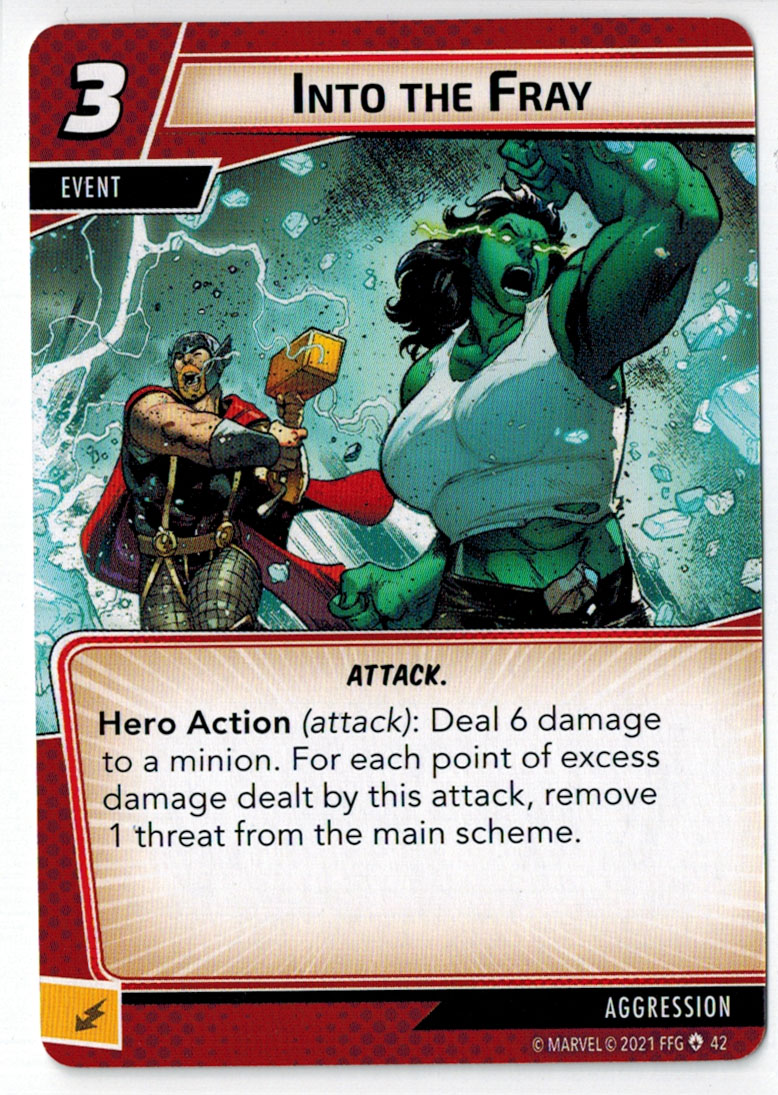 3
INTO THE FRAY
EVENT
ATTACK.
Hero Action (attack): Deal 6 damage
to a minion. For each point of excess
damage dealt by this attack, remove
1 threat from the main scheme.
AGGRESSION
© MARVEL © 2021 FFG 42